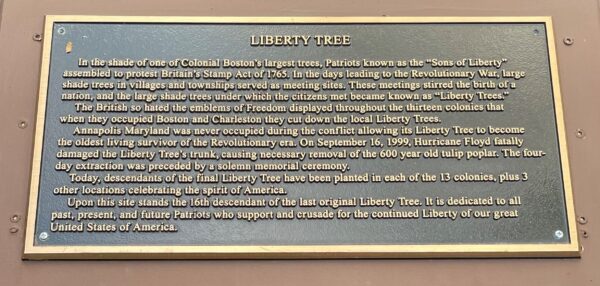 LIBERTY TREE
In the shade of one of Colonial Boston's largest trees, Patriots known as the "Sons of Liberty"
assembled to protest Britain's Stamp Act of 1765. In the days leading to the Revolutionary War, large
shade trees in villages and townships served as meeting sites. These meetings stirred the birth of a
nation, and the large shade trees under which the citizens met became known as "Liberty Trees."
The British so hated the emblems of Freedom displayed throughout the thirteen colonies that
when they occupied Boston and Charleston they cut down the local Liberty Trees.
Annapolis Maryland was never occupied during the conflict allowing its Liberty Tree to become
the oldest living survivor of the Revolutionary era. On September 16, 1999, Hurricane Floyd fatally
damaged the Liberty Tree's trunk, causing necessary removal of the 600 year old tulip poplar. The four-
day extraction was preceded by a solemn memorial ceremony.
Today, descendants of the final Liberty Tree have been planted in each of the 13 colonies, plus 3
other locations celebrating the spirit of America.
Upon this site stands the 16th descendant of the last original Liberty Tree. It is dedicated to all
past, present, and future Patriots who support and crusade for the continued Liberty of our great
United States of America.